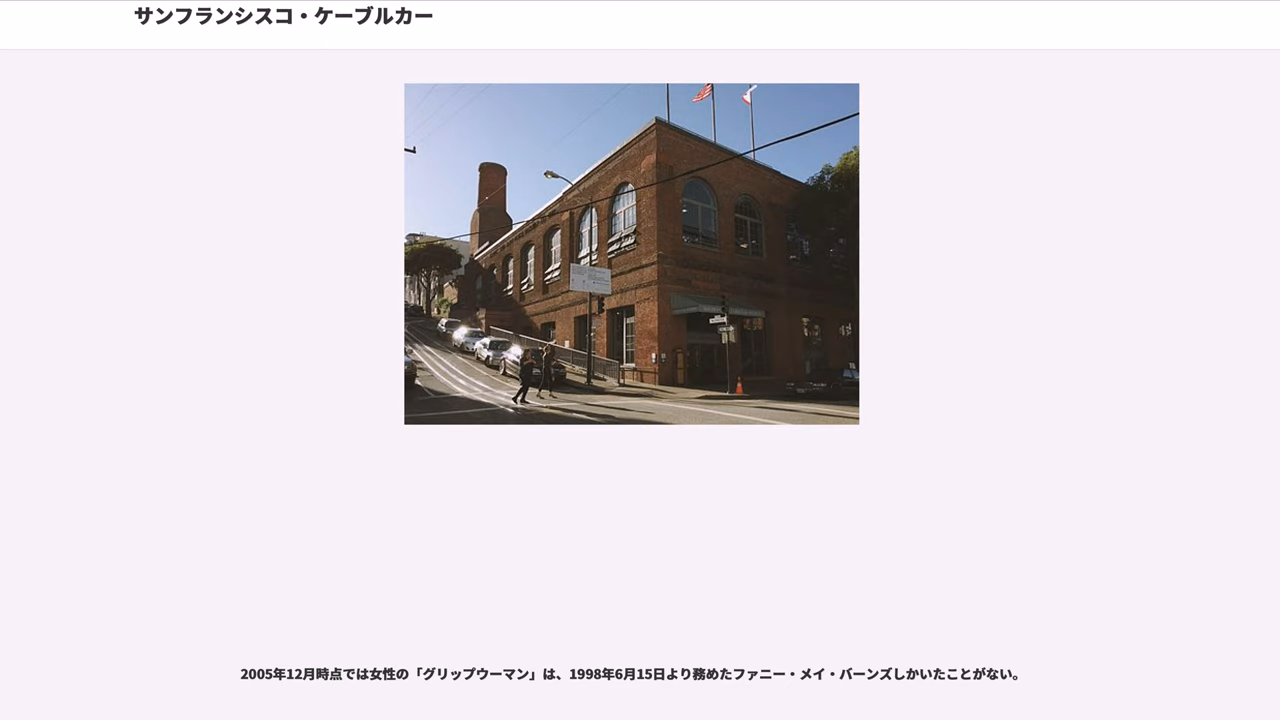 サンフランシスコ・ケーブルカー
2005年12月時点では女性の「グリップウーマン」は、1998年6月15日より務めたファニー・メイ・バーンズしかいたことがない。